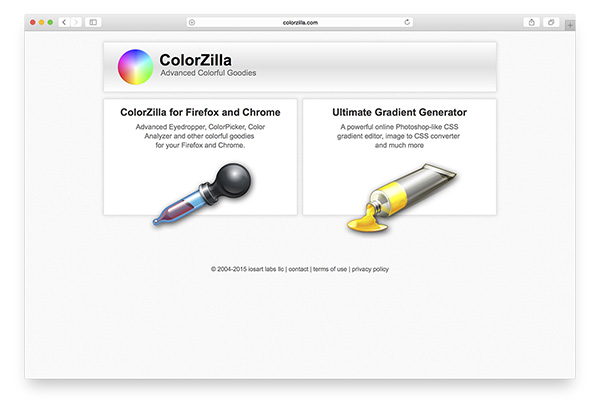 colorzilla.com
ColorZilla
Advanced Colorful Goodies
ColorZilla for Firefox and Chrome
Advanced Eyedropper, ColorPicker, Color
Analyzer and other colorful goodies
for your Firefox and Chrome.
Ultimate Gradient Generator
A powerful online Photoshop-like CSS
gradient editor, image to CSS converter
and much more
© 2004-2015 iosart labs llc | contact | terms of use | privacy policy